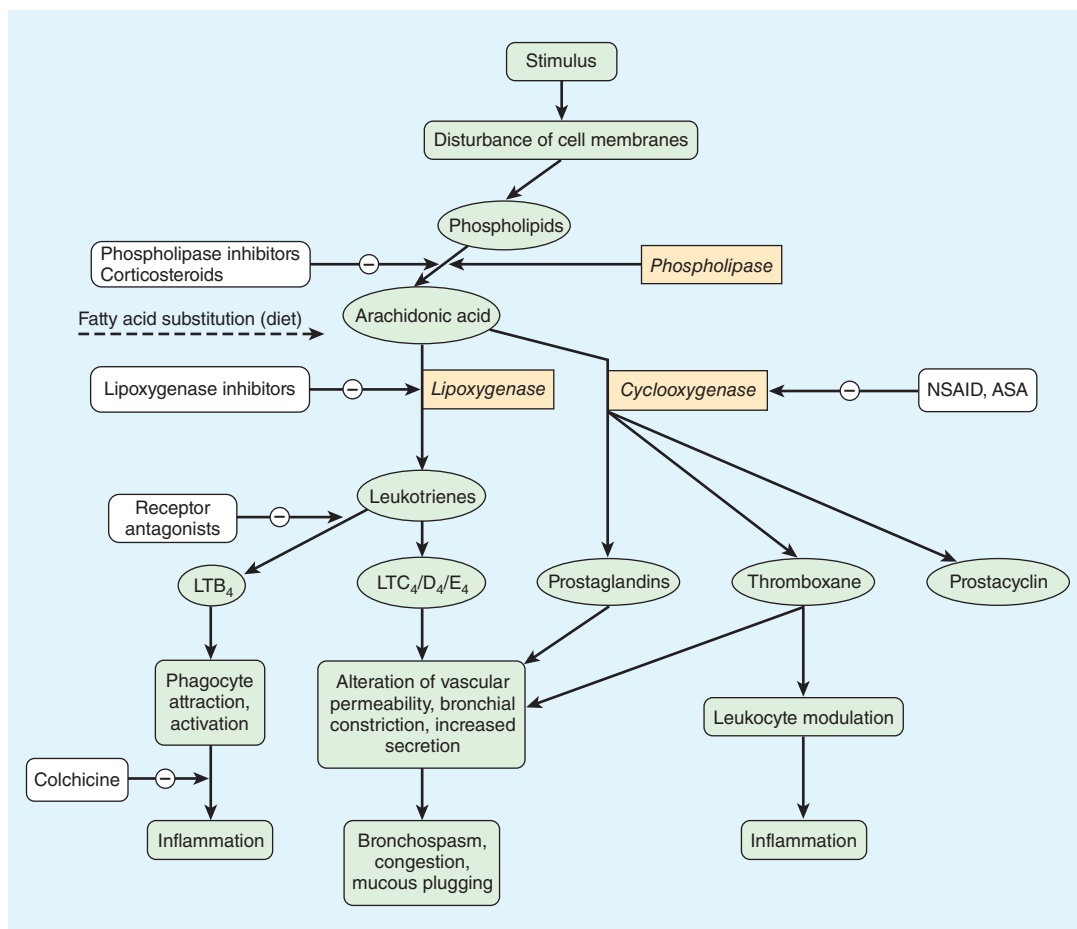 Stimulus
Disturbance of cell membranes
Phospholipids
Phospholipase inhibitors
Corticosteroids
−
Phospholipase
Arachidonic acid
Fatty acid substitution (diet)
Lipoxygenase inhibitors
−
Lipoxygenase
Cyclooxygenase
−
NSAID, ASA
Leukotrienes
Receptor
antagonists
−
LTB₄
LTC₄/D₄/E₄
Prostaglandins
Thromboxane
Prostacyclin
Phagocyte
attraction,
activation
Alteration of vascular
permeability, bronchial
constriction, increased
secretion
Leukocyte modulation
Colchicine
−
Inflammation
Bronchospasm,
congestion,
mucous plugging
Inflammation